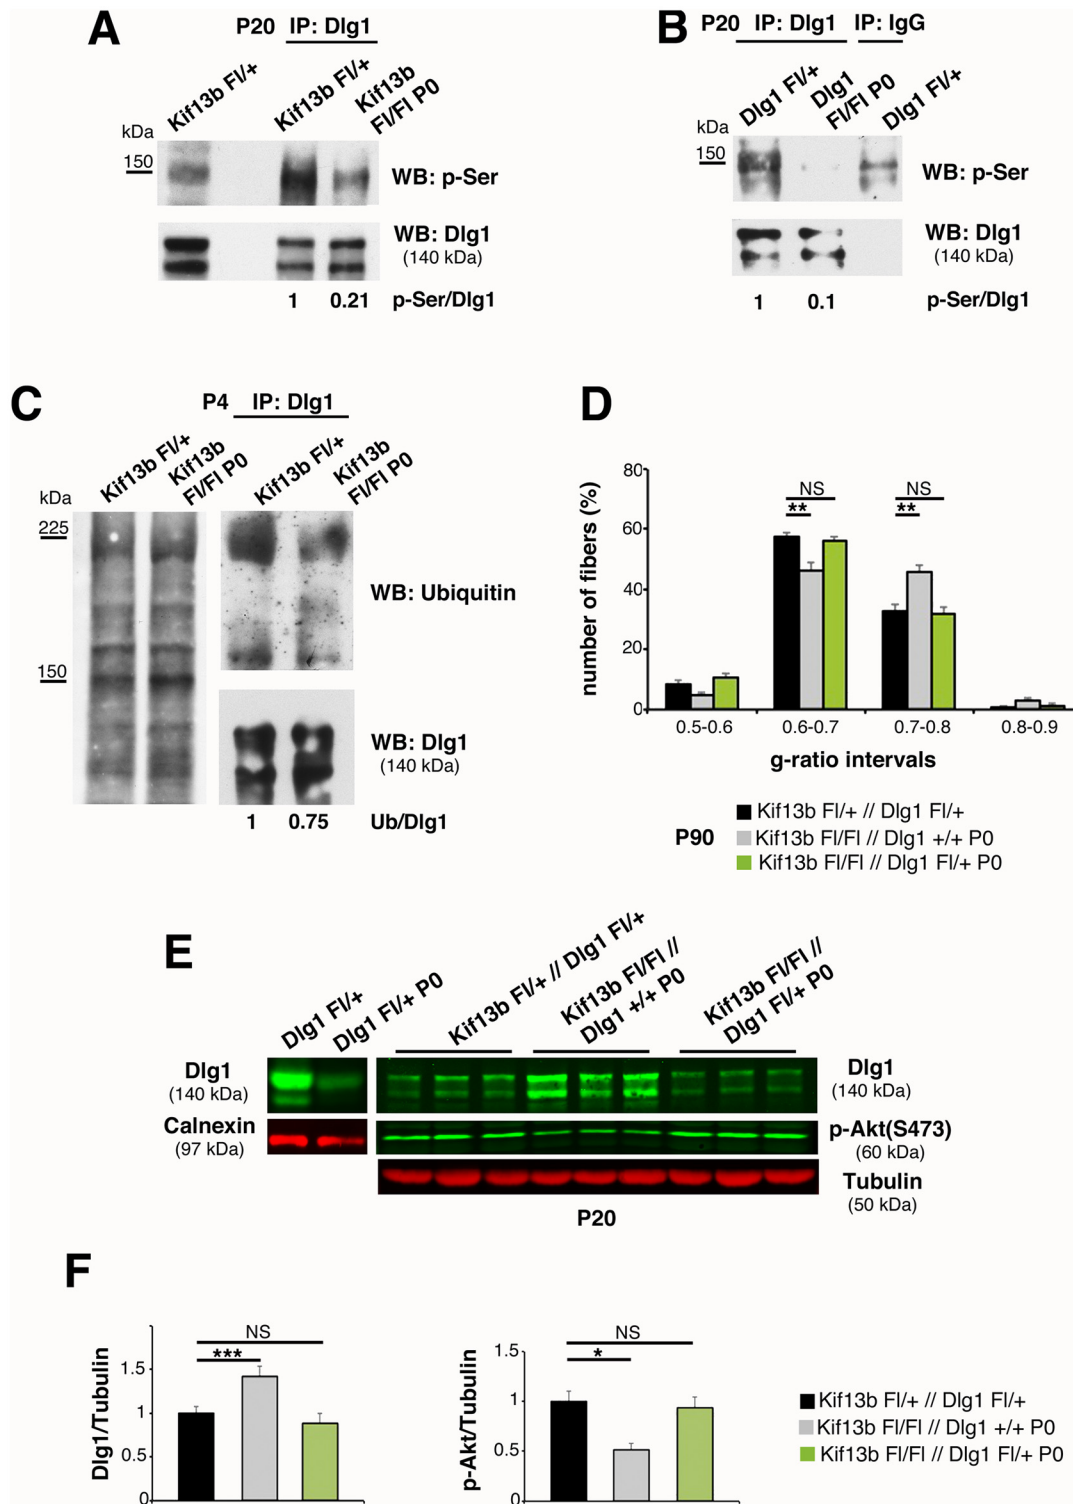 A
P20 IP: Dlg1
Kif13b Fl/+
Kif13b Fl/+
Kif13b
Fl/Fl P0
kDa
150
WB: p-Ser
WB: Dlg1
(140 kDa)
1 0.21 p-Ser/Dlg1
B
P20 IP: Dlg1 IP: IgG
Dlg1 Fl/+
Dlg1
Fl/Fl P0
Dlg1 Fl/+
kDa
150
WB: p-Ser
WB: Dlg1
(140 kDa)
1 0.1 p-Ser/Dlg1
C
P4 IP: Dlg1
Kif13b Fl/+
Kif13b
Fl/Fl P0
Kif13b Fl/+
Kif13b
Fl/Fl P0
kDa
225
150
WB: Ubiquitin
WB: Dlg1
(140 kDa)
1 0.75 Ub/Dlg1
D
number of fibers (%)
80
60
40
20
0
NS
**
NS
**
0.5-0.6 0.6-0.7 0.7-0.8 0.8-0.9
g-ratio intervals
P90
Kif13b Fl/+ // Dlg1 Fl/+
Kif13b Fl/Fl // Dlg1 +/+ P0
Kif13b Fl/Fl // Dlg1 Fl/+ P0
E
Dlg1 Fl/+
Dlg1 Fl/+ P0
Kif13b Fl/+ // Dlg1 Fl/+
Kif13b Fl/Fl //
Dlg1 +/+ P0
Kif13b Fl/Fl //
Dlg1 Fl/+ P0
Dlg1
(140 kDa)
Calnexin
(97 kDa)
Dlg1
(140 kDa)
p-Akt(S473)
(60 kDa)
Tubulin
(50 kDa)
P20
F
Dlg1/Tubulin
1.5
1
0.5
0
NS
***
p-Akt/Tubulin
1.5
1
0.5
0
NS
*
Kif13b Fl/+ // Dlg1 Fl/+
Kif13b Fl/Fl // Dlg1 +/+ P0
Kif13b Fl/Fl // Dlg1 Fl/+ P0